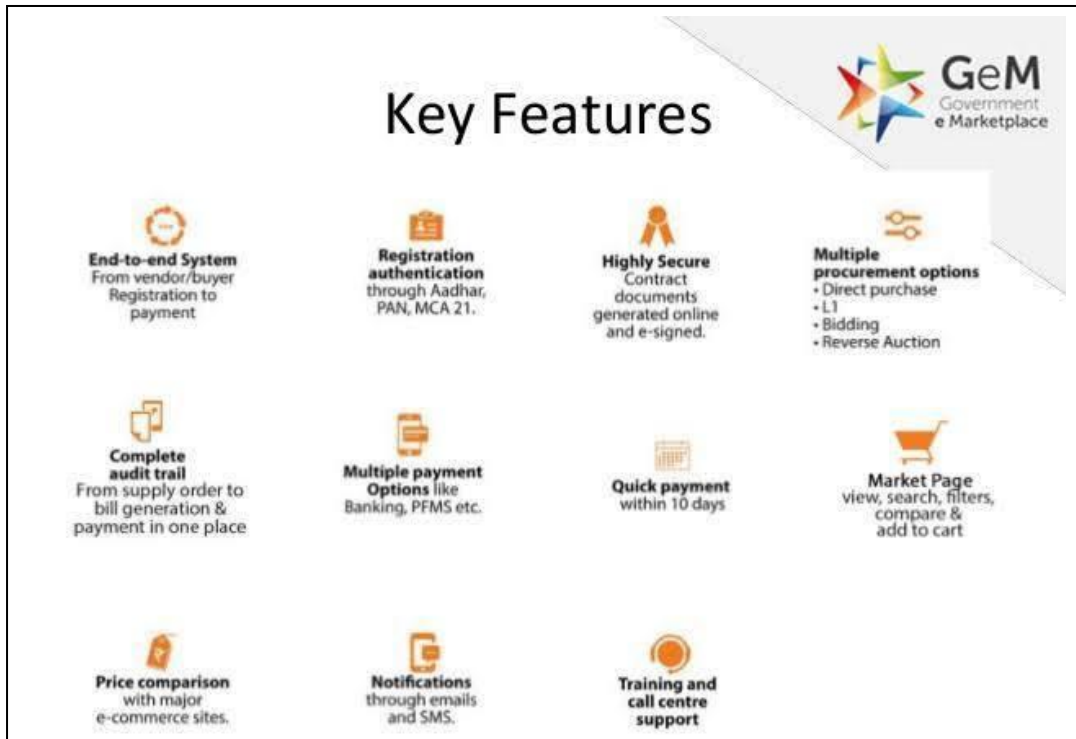 Key Features
GeM
Government
e Marketplace
End-to-end System
From vendor/buyer
Registration to
payment
Registration
authentication
through Aadhar,
PAN, MCA 21.
Highly Secure
Contract
documents
generated online
and e-signed.
Multiple
procurement options
• Direct purchase
• L1
• Bidding
• Reverse Auction
Complete
audit trail
From supply order to
bill generation &
payment in one place
Multiple payment
Options like
Banking, PFMS etc.
Quick payment
within 10 days
Market Page
view, search, filters,
compare &
add to cart
₹
Price comparison
with major
e-commerce sites.
Notifications
through emails
and SMS.
Training and
call centre
support